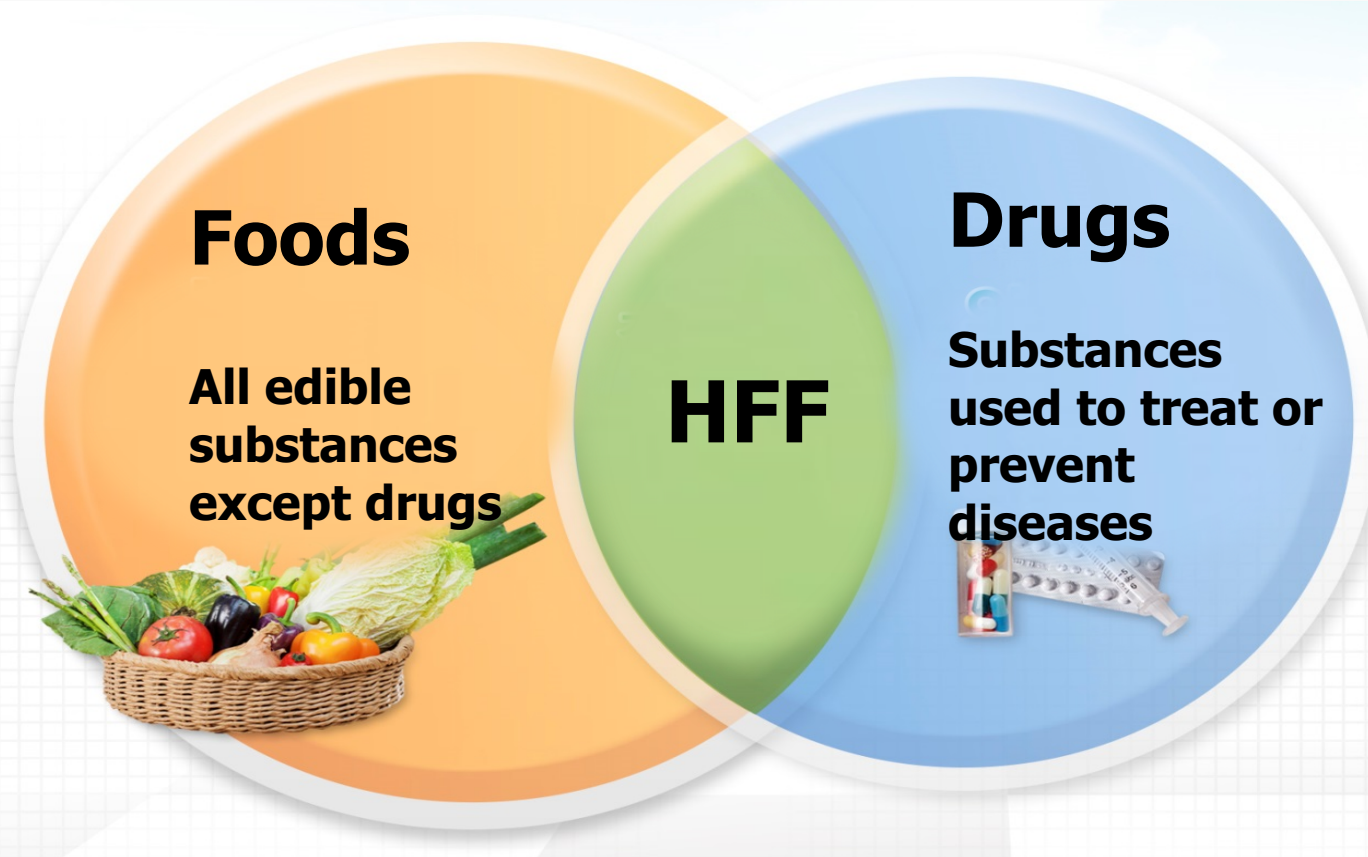 Foods
All edible
substances
except drugs
HFF
Drugs
Substances
used to treat or
prevent
diseases